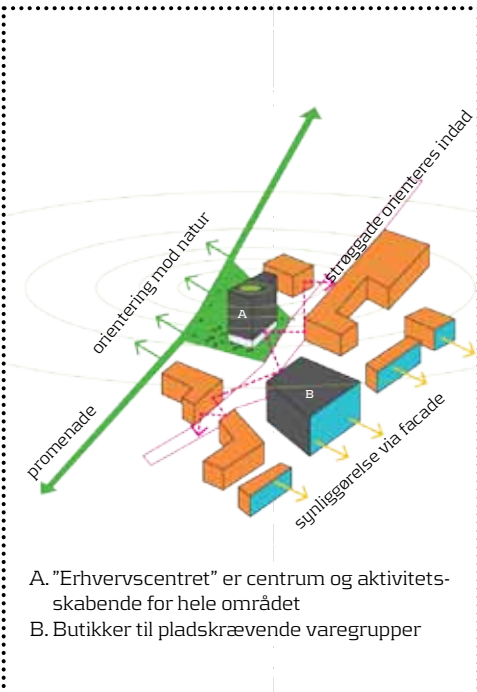 strøggade orienteres indad
orientering mod natur
A
B
promenade
synliggørelse via facade
A. ”Erhvervscentret” er centrum og aktivitets-
skabende for hele området
B. Butikker til pladskrævende varegrupper